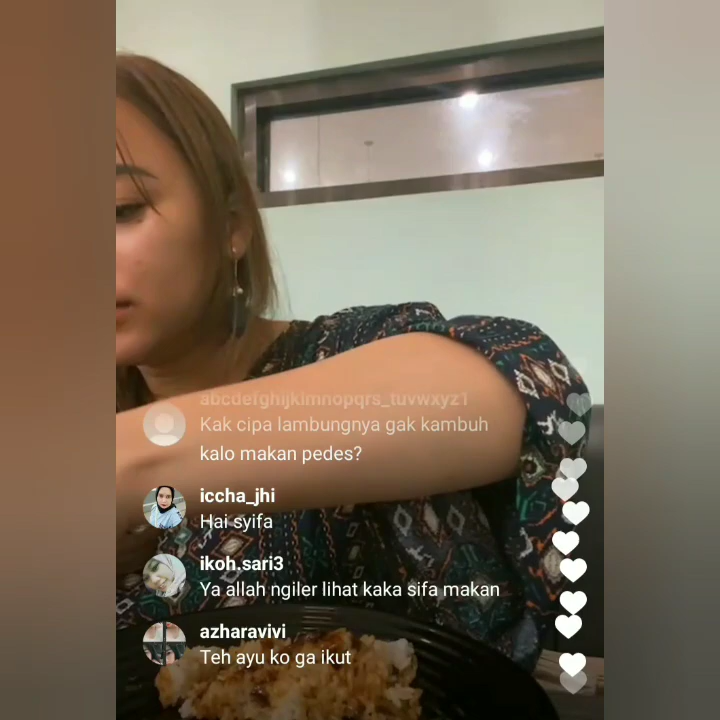 abcdefghijklmnopqrs_tuvwxyz1
Kak cipa lambungnya gak kambuh
kalo makan pedes?
iccha_jhi
Hai syifa
ikoh.sari3
Ya allah ngiler lihat kaka sifa makan
azharavivi
Teh ayu ko ga ikut